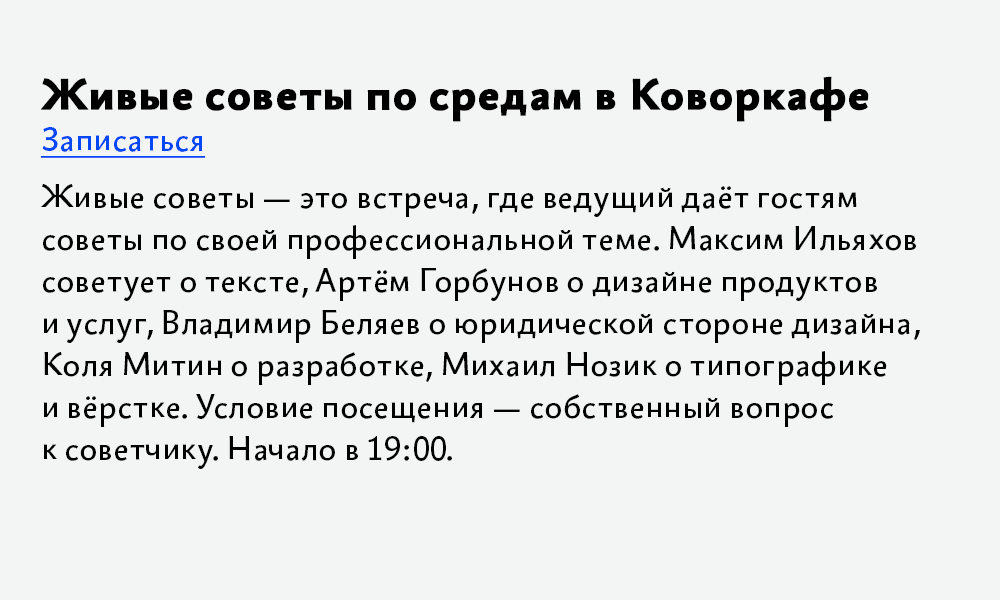 Живые советы по средам в Коворкафе
Записаться
Живые советы — это встреча, где ведущий даёт гостям
советы по своей профессиональной теме. Максим Ильяхов
советует о тексте, Артём Горбунов о дизайне продуктов
и услуг, Владимир Беляев о юридической стороне дизайна,
Коля Митин о разработке, Михаил Нозик о типографике
и вёрстке. Условие посещения — собственный вопрос
к советчику. Начало в 19:00.